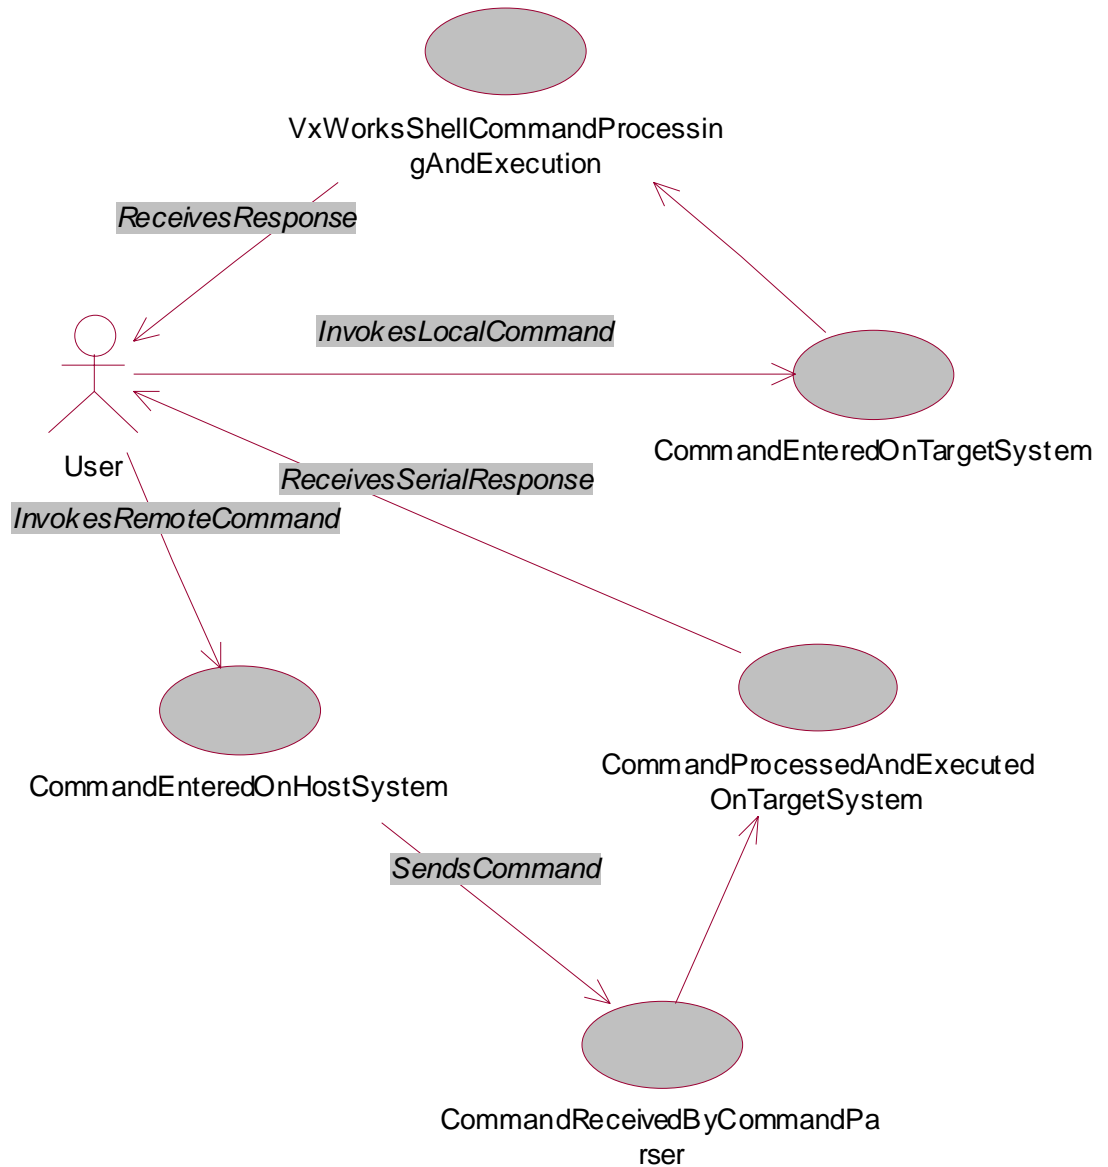 VxWorksShellCommandProcessin
gAndExecution
ReceivesResponse
InvokesLocalCommand
CommandEnteredOnTargetSystem
User
ReceivesSerialResponse
InvokesRemoteCommand
CommandEnteredOnHostSystem
CommandProcessedAndExecuted
OnTargetSystem
SendsCommand
CommandReceivedByCommandPa
rser